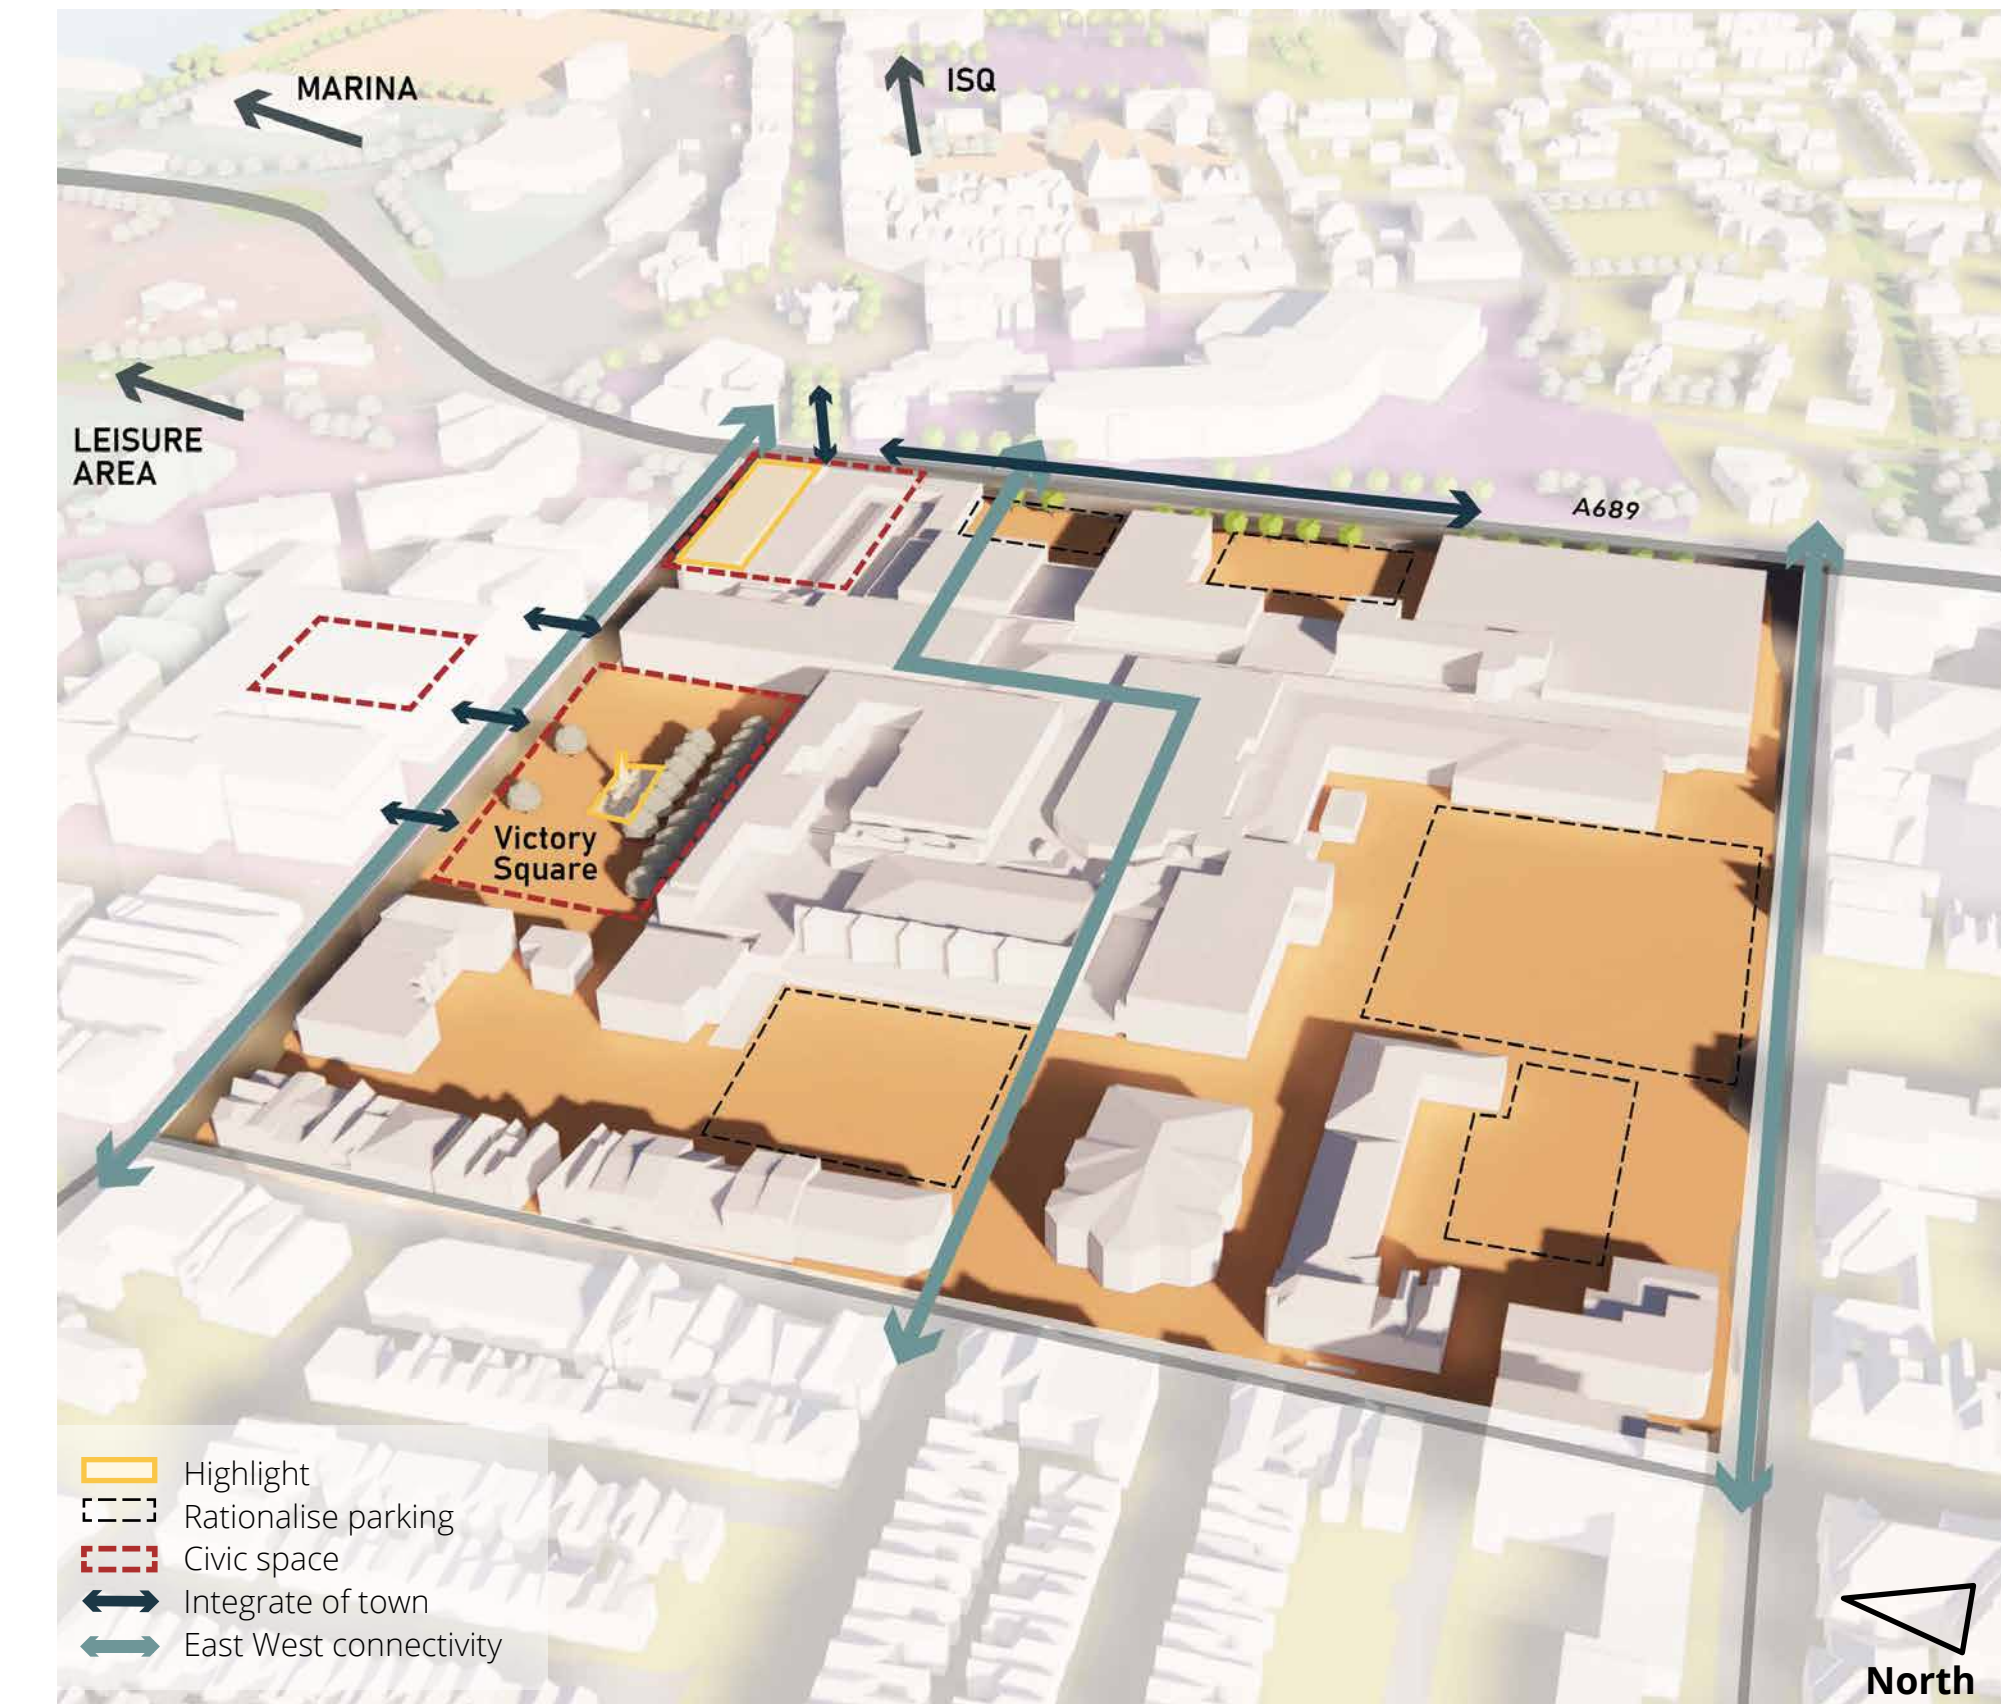 MARINA
ISQ
LEISURE
AREA
A689
Victory
Square
Highlight
Rationalise parking
Civic space
Integrate of town
East West connectivity
North